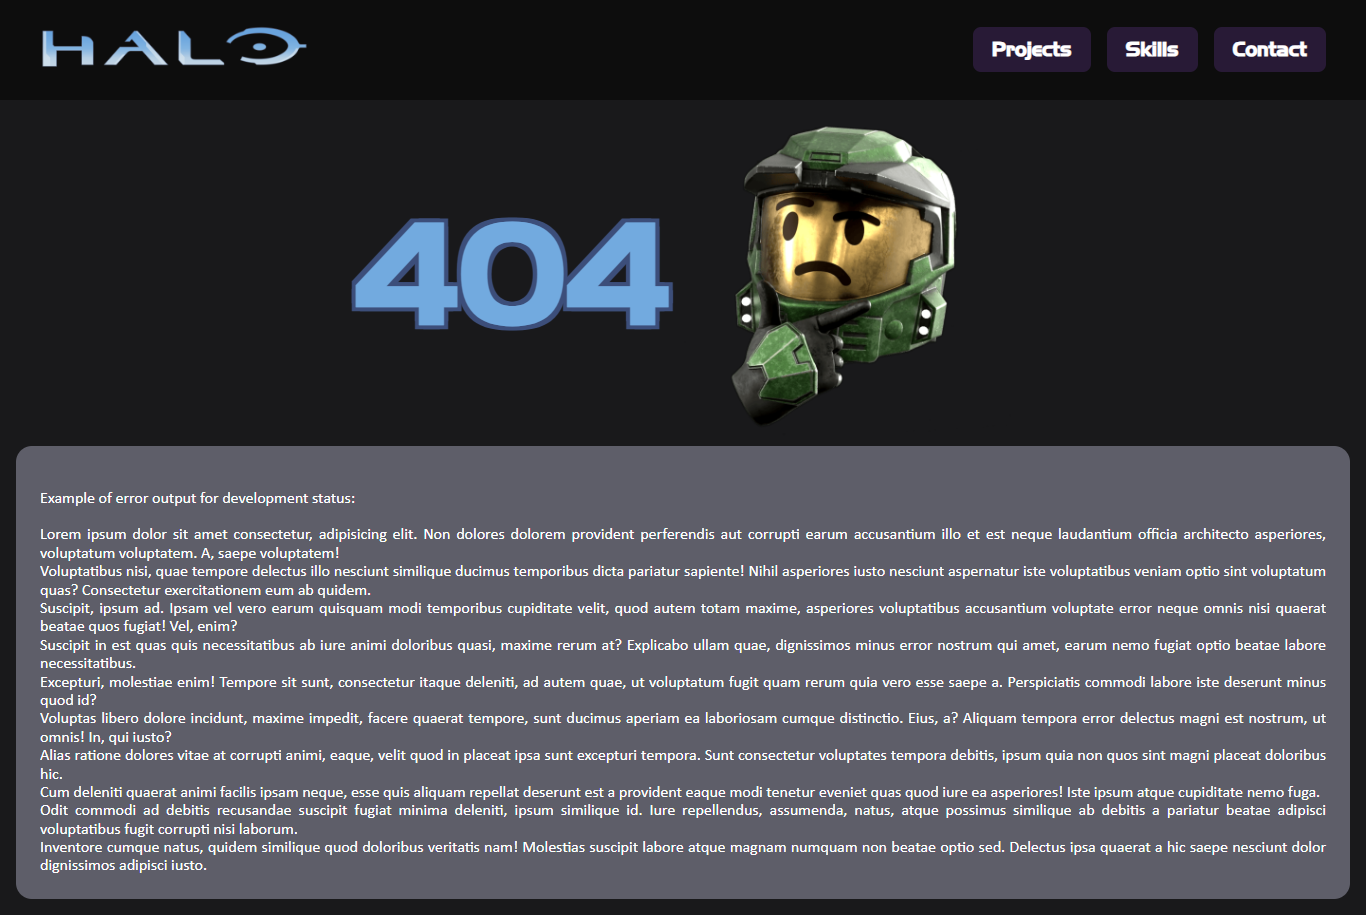 HALO
Projects
Skills
Contact
404
Example of error output for development status:
Lorem ipsum dolor sit amet consectetur, adipisicing elit. Non dolores dolorem provident perferendis aut corrupti earum accusantium illo et est neque laudantium officia architecto asperiores,
voluptatum voluptatem. A, saepe voluptatem!
Voluptatibus nisi, quae tempore delectus illo nesciunt similique ducimus temporibus dicta pariatur sapiente! Nihil asperiores iusto nesciunt aspernatur iste voluptatibus veniam optio sint voluptatum
quas? Consectetur exercitationem eum ab quidem.
Suscipit, ipsum ad. Ipsam vel vero earum quisquam modi temporibus cupiditate velit, quod autem totam maxime, asperiores voluptatibus accusantium voluptate error neque omnis nisi quaerat
beatae quos fugiat! Vel, enim?
Suscipit in est quas quis necessitatibus ab iure animi doloribus quasi, maxime rerum at? Explicabo ullam quae, dignissimos minus error nostrum qui amet, earum nemo fugiat optio beatae labore
necessitatibus.
Excepturi, molestiae enim! Tempore sit sunt, consectetur itaque deleniti, ad autem quae, ut voluptatum fugit quam rerum quia vero esse saepe a. Perspiciatis commodi labore iste deserunt minus
quod id?
Voluptas libero dolore incidunt, maxime impedit, facere quaerat tempore, sunt ducimus aperiam ea laboriosam cumque distinctio. Eius, a? Aliquam tempora error delectus magni est nostrum, ut
omnis! In, qui iusto?
Alias ratione dolores vitae at corrupti animi, eaque, velit quod in placeat ipsa sunt excepturi tempora. Sunt consectetur voluptates tempora debitis, ipsum quia non quos sint magni placeat doloribus
hic.
Cum deleniti quaerat animi facilis ipsam neque, esse quis aliquam repellat deserunt est a provident eaque modi tenetur eveniet quas quod iure ea asperiores! Iste ipsum atque cupiditate nemo fuga.
Odit commodi ad debitis recusandae suscipit fugiat minima deleniti, ipsum similique id. Iure repellendus, assumenda, natus, atque possimus similique ab debitis a pariatur beatae adipisci
voluptatibus fugit corrupti nisi laborum.
Inventore cumque natus, quidem similique quod doloribus veritatis nam! Molestias suscipit labore atque magnam numquam non beatae optio sed. Delectus ipsa quaerat a hic saepe nesciunt dolor
dignissimos adipisci iusto.